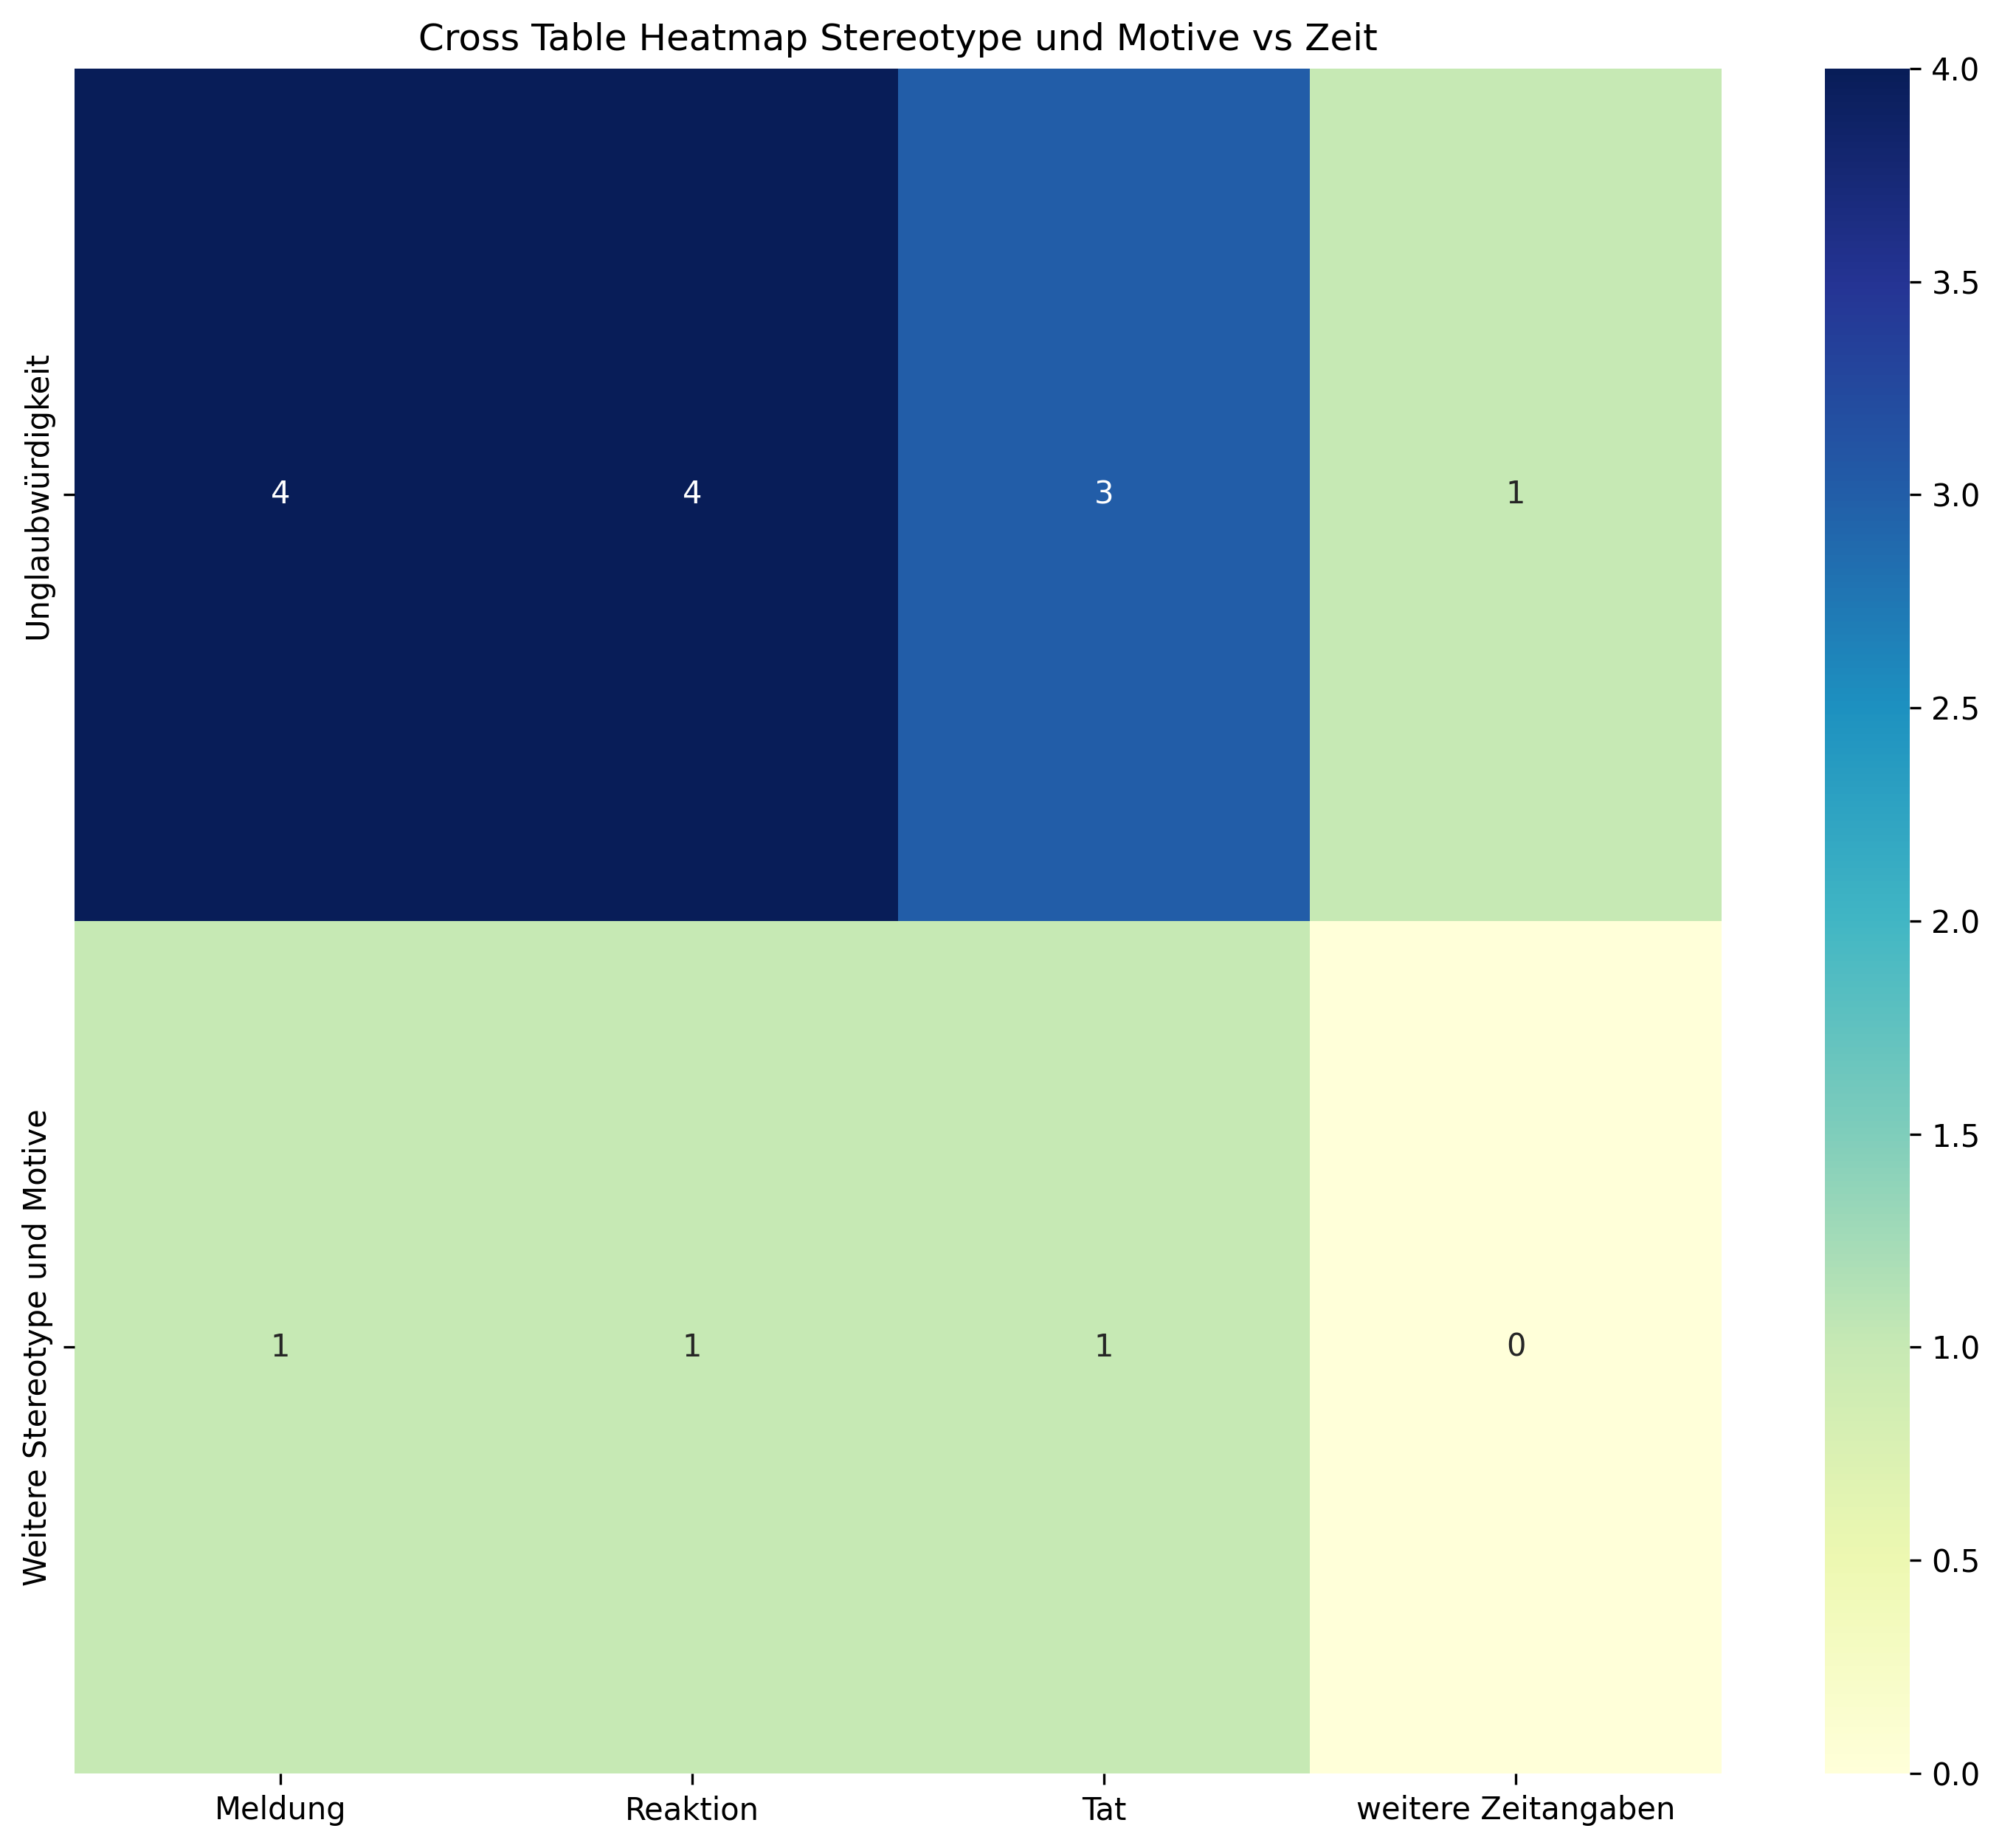 Cross Table Heatmap Stereotype und Motive vs Zeit
Unglaubwürdigkeit
4 4 3 1
Weitere Stereotype und Motive
1 1 1 0
Meldung Reaktion Tat weitere Zeitangaben
4.0
3.5
3.0
2.5
2.0
1.5
1.0
0.5
0.0